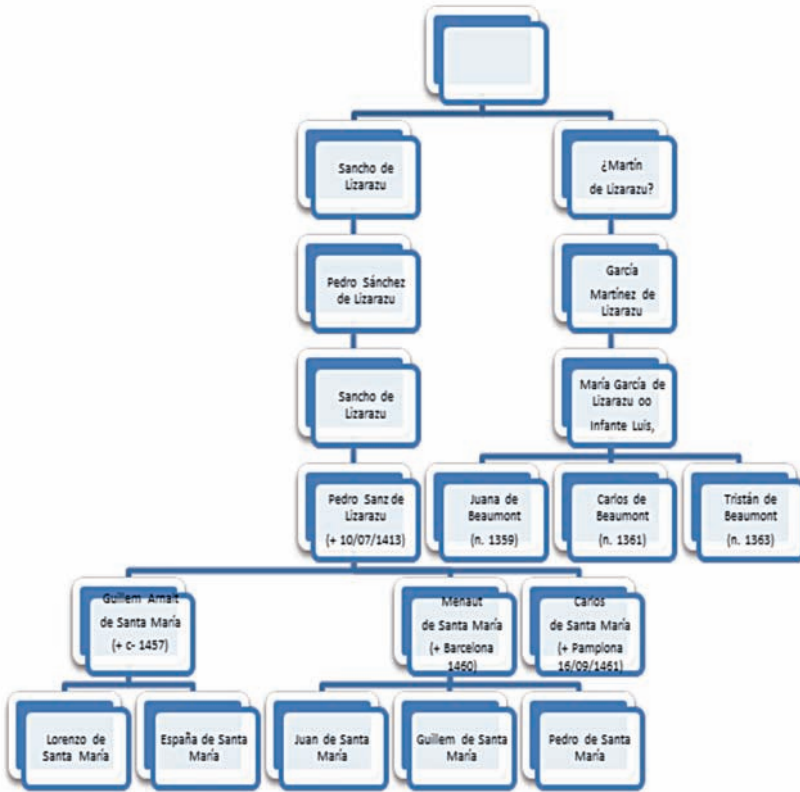 Sancho de
Lizarazu
¿Martín
de Lizarazu?
Pedro Sánchez
de Lizarazu
García
Martínez de
Lizarazu
Sancho de
Lizarazu
María García de
Lizarazu oo
Infante Luis,
Pedro Sanz de
Lizarazu
(+ 10/07/1413)
Juana de
Beaumont
(n. 1359)
Carlos de
Beaumont
(n. 1361)
Tristán de
Beaumont
(n. 1363)
Guillem Arnalt
de Santa María
(+ c- 1457)
Menaut
de Santa María
(+ Barcelona
1460)
Carlos
de Santa María
(+ Pamplona
16/09/1461)
Lorenzo de
Santa María
España de Santa
María
Juan de Santa
María
Guillem de Santa
María
Pedro de Santa
María